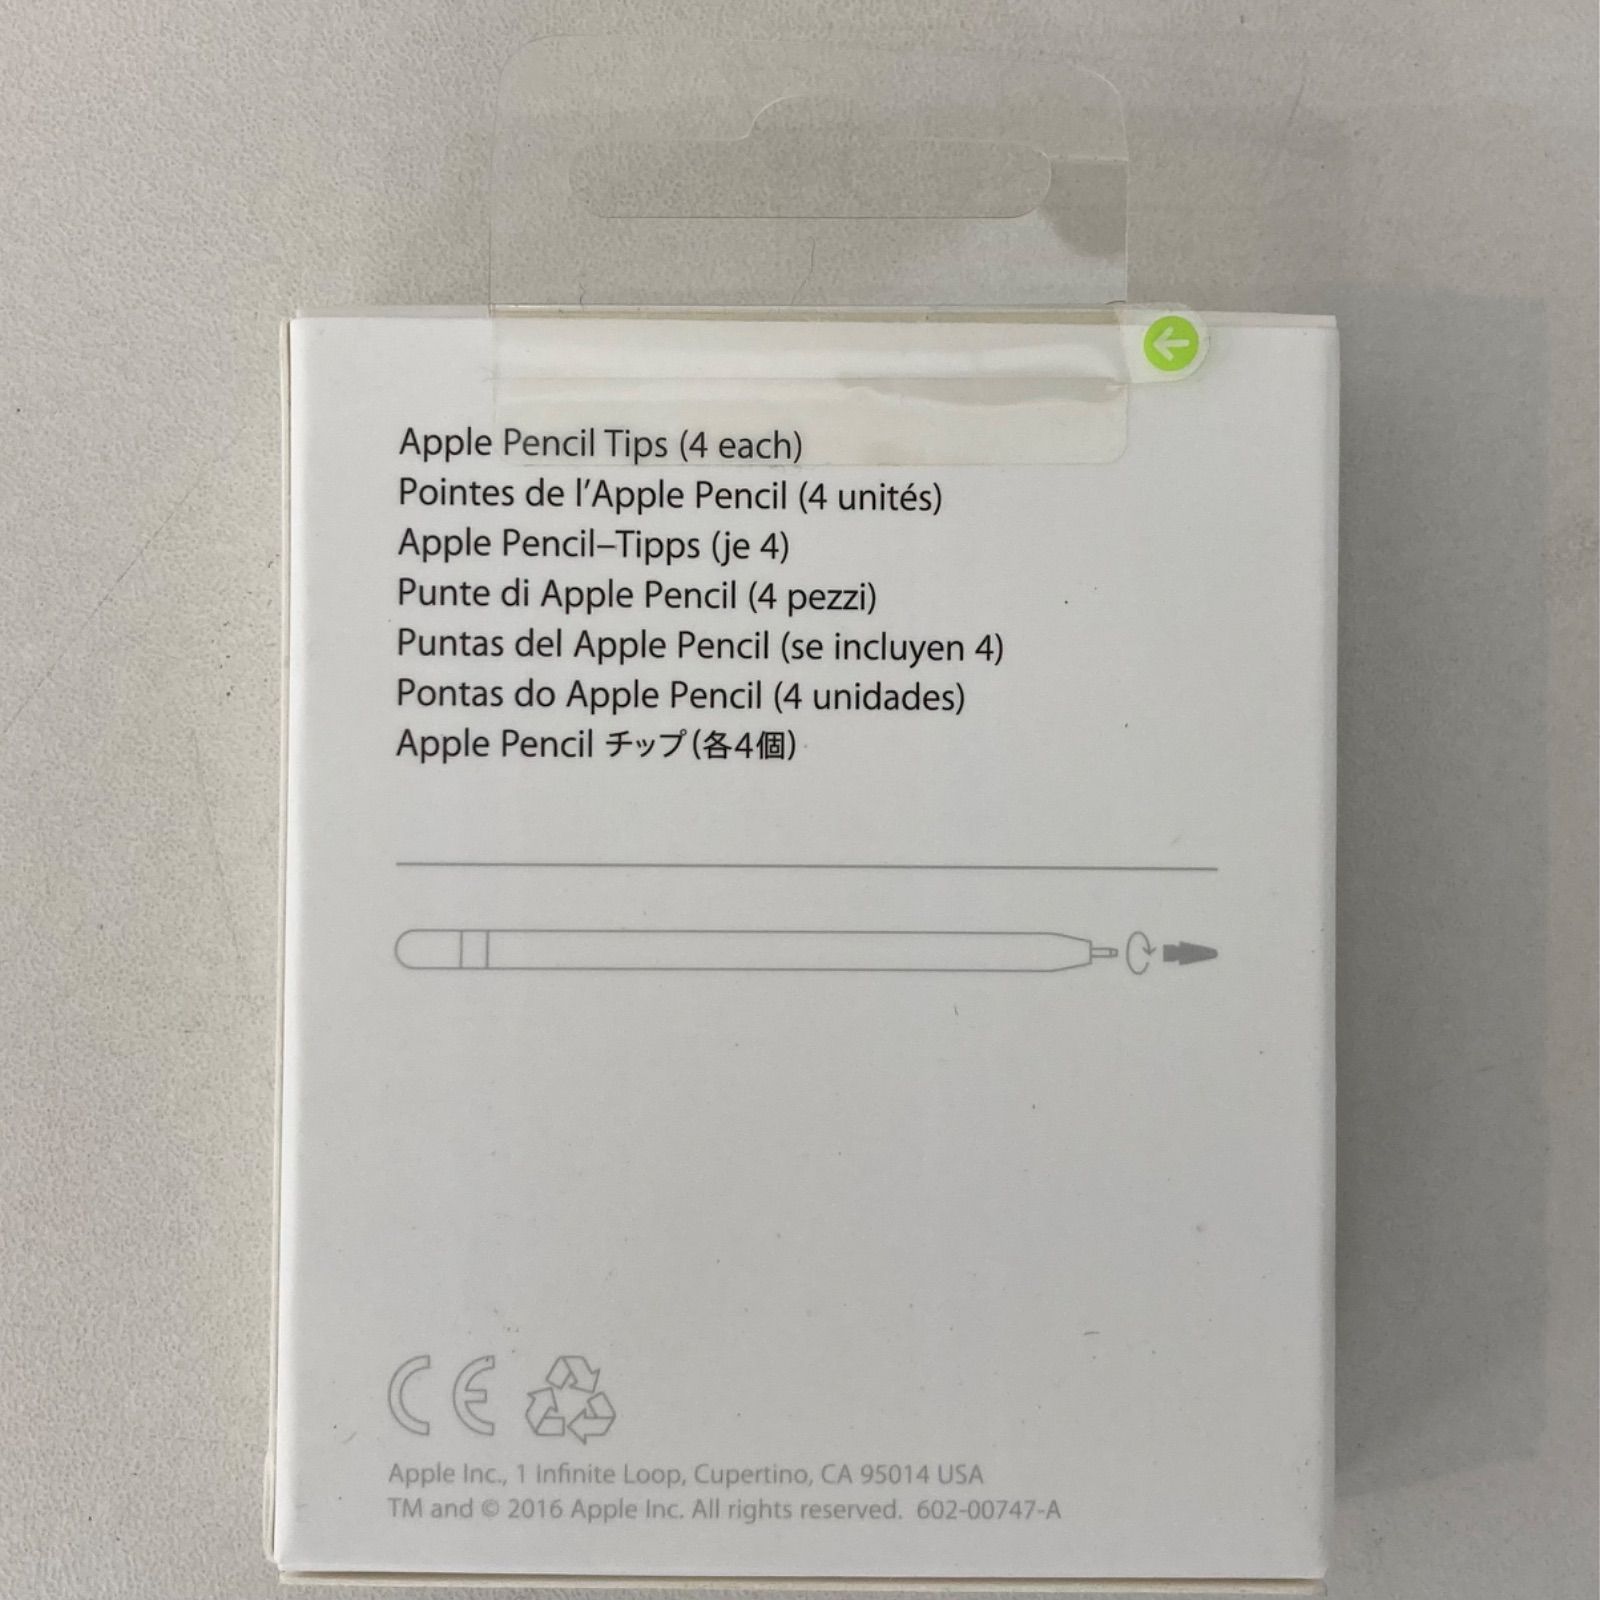 Apple Pencil Tips (4 each)
Pointes de l'Apple Pencil (4 unités)
Apple Pencil–Tipps (je 4)
Punte di Apple Pencil (4 pezzi)
Puntas del Apple Pencil (se incluyen 4)
Pontas do Apple Pencil (4 unidades)
Apple Pencil チップ(各4個)
CE
Apple Inc., 1 Infinite Loop, Cupertino, CA 95014 USA
TM and © 2016 Apple Inc. All rights reserved. 602-00747-A